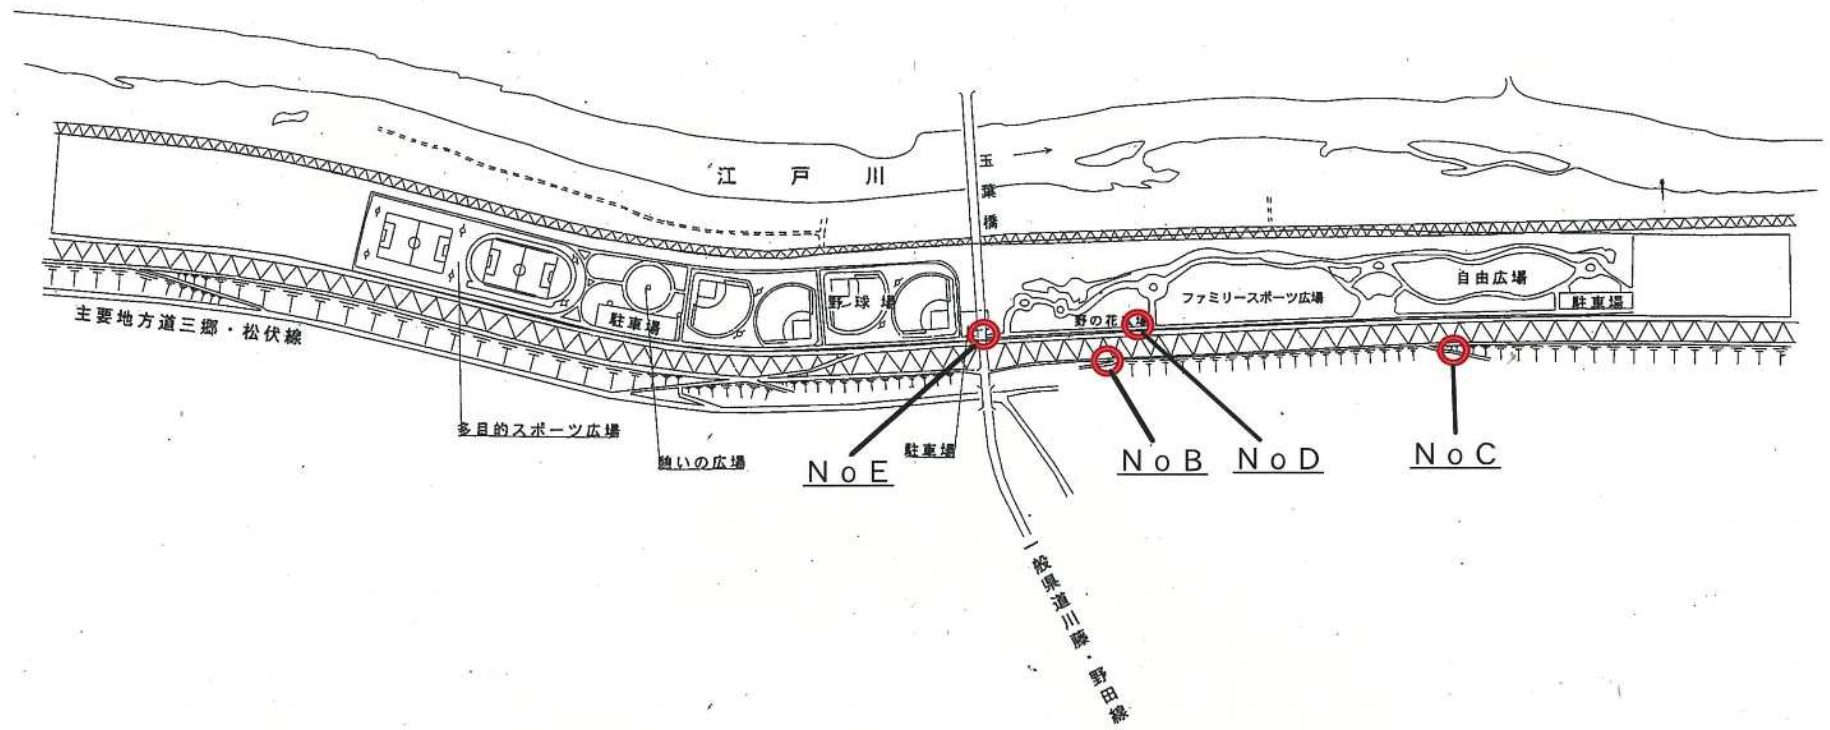 江戸川
玉葉橋
自由広場
ファミリースポーツ広場
駐車場
野球場
野の花広場
駐車場
主要地方道三郷・松伏線
多目的スポーツ広場
憩いの広場
駐車場
NoE
NoB
NoD
NoC
一般県道川藤・野田線